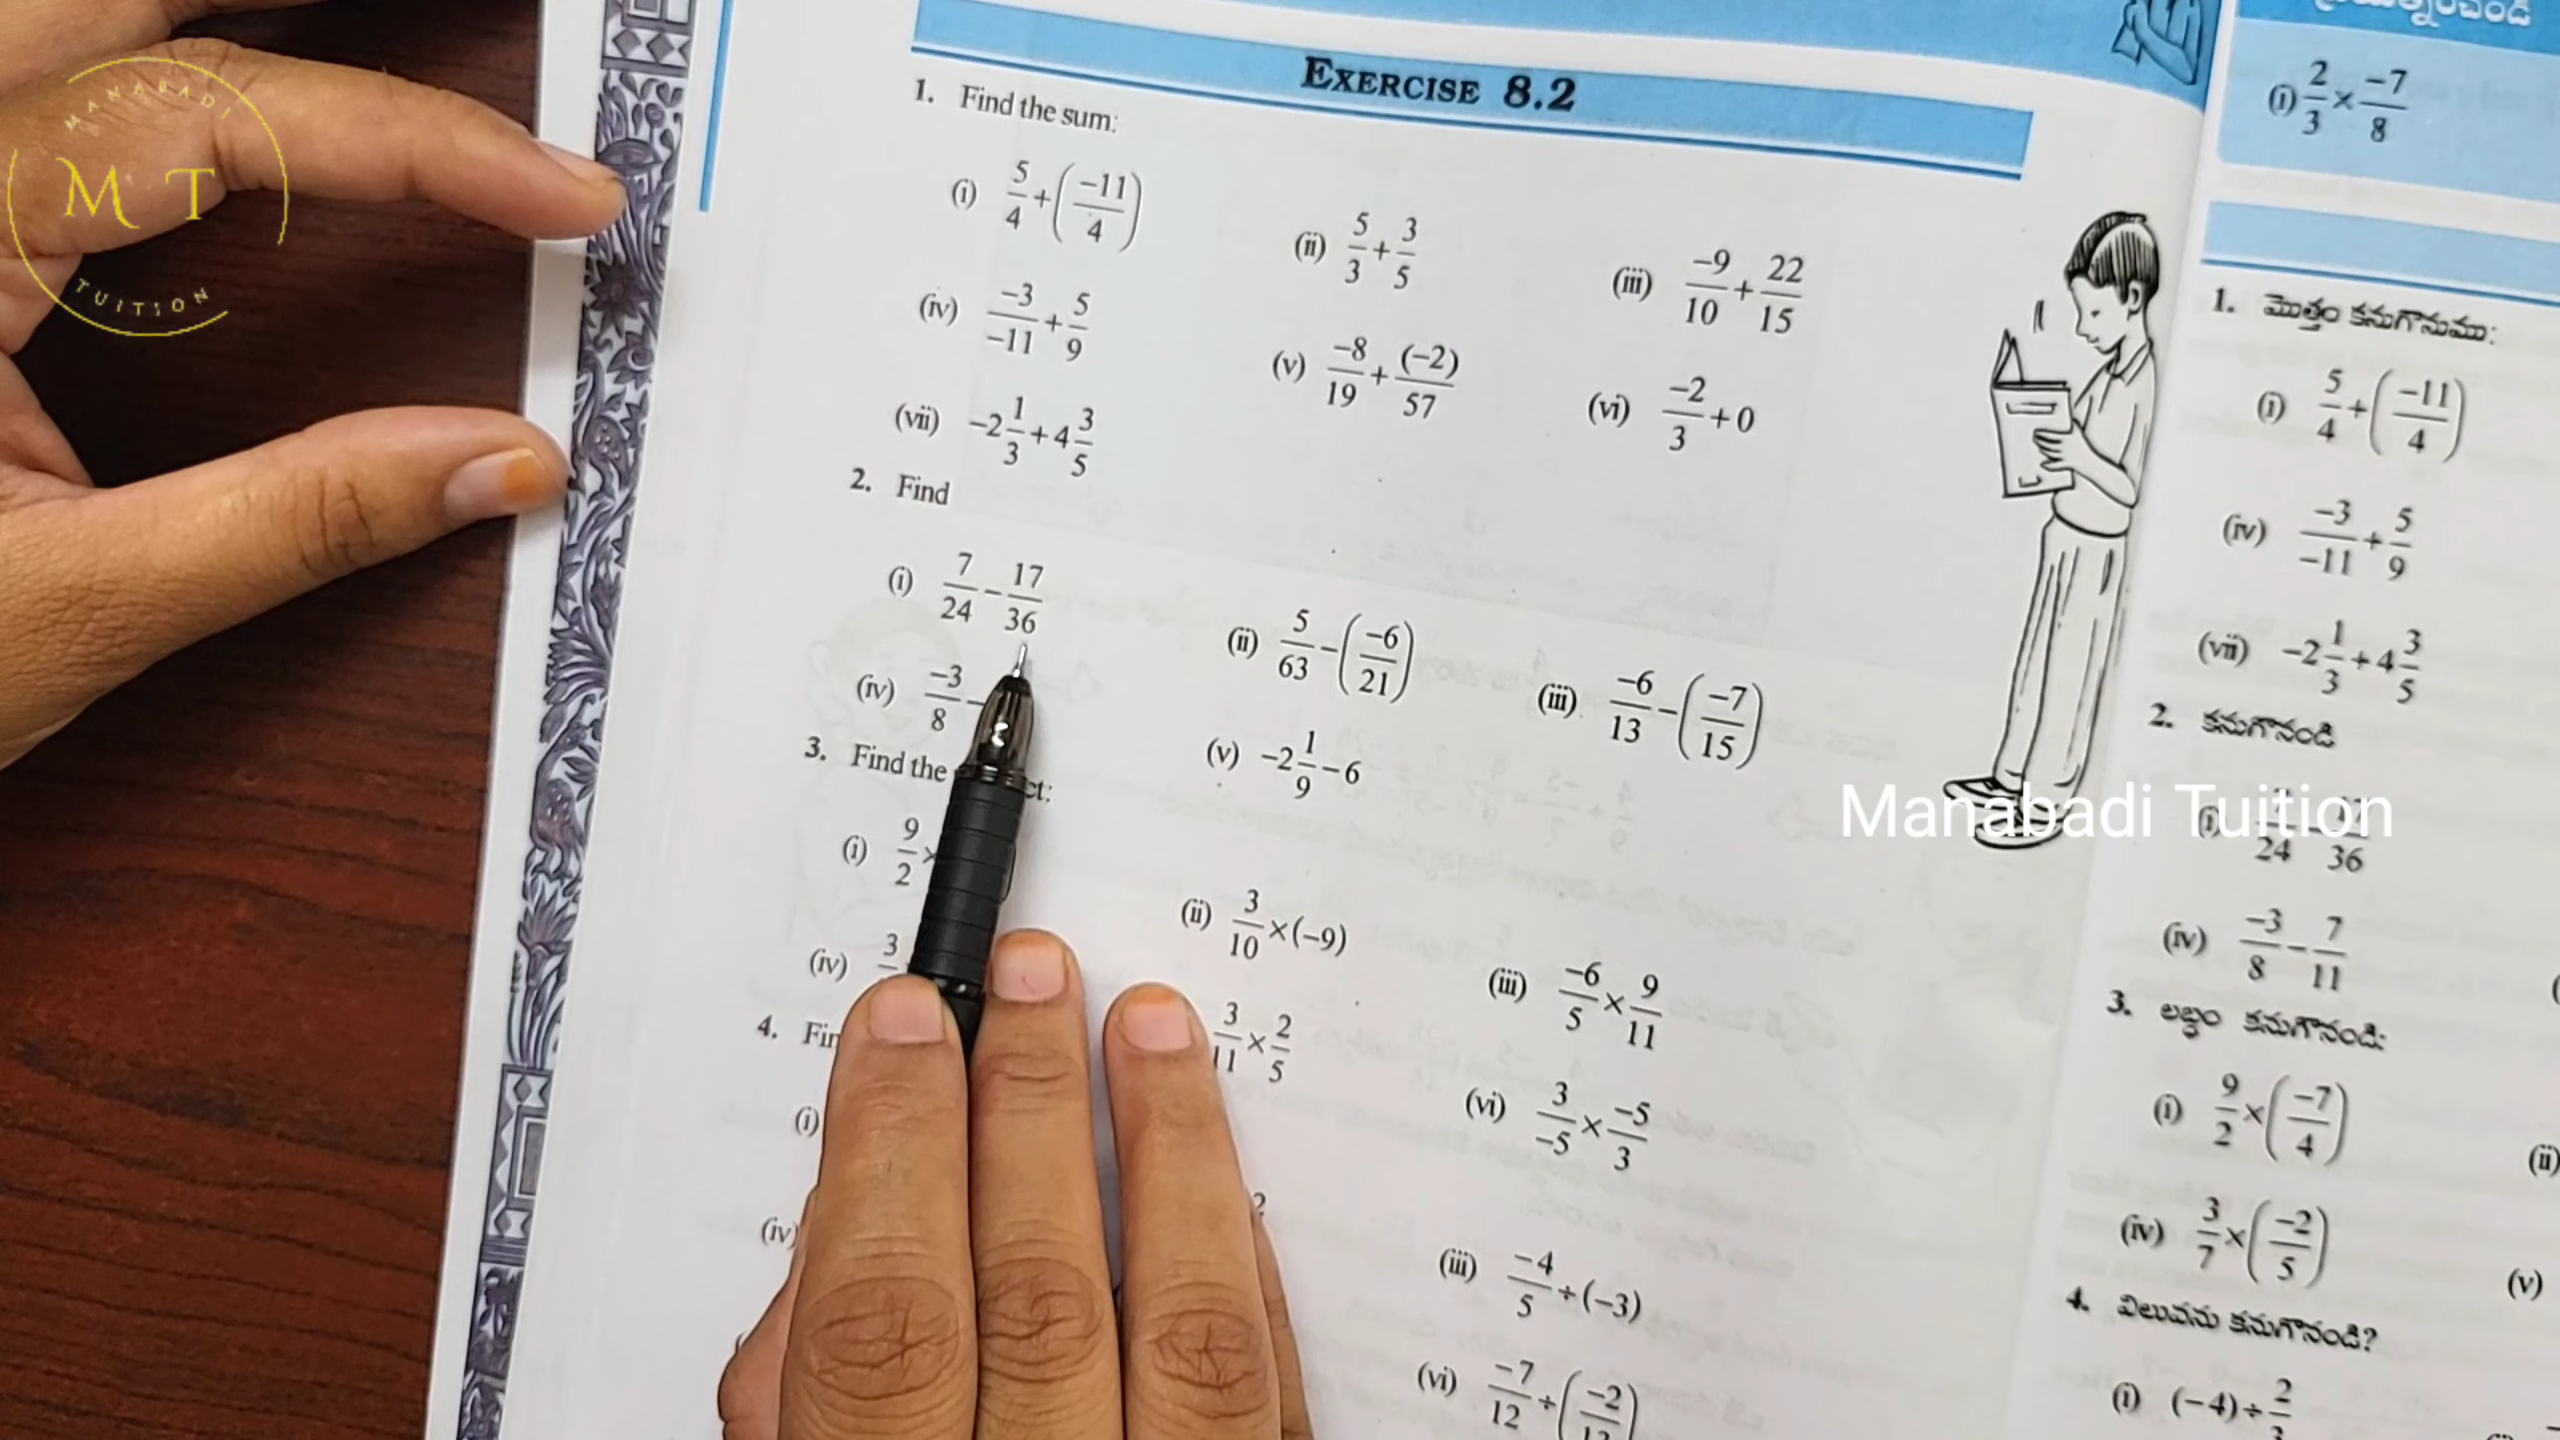 MANABADI
M T
TUITION
EXERCISE 8.2
1. Find the sum:
(i) 5/4 + (-11/4)
(ii) 5/3 + 3/5
(iii) -9/10 + 22/15
(iv) -3/-11 + 5/9
(v) -8/19 + (-2)/57
(vi) -2/3 + 0
(vii) -2 1/3 + 4 3/5
2. Find
(i) 7/24 - 17/36
(ii) 5/63 - (-6/21)
(iii) -6/13 - (-7/15)
(iv) -3/8 -
(v) -2 1/9 - 6
3. Find the
(i) 9/2 ×
(ii) 3/10 × (-9)
(iii) -6/5 × 9/11
(iv) 3
3/11 × 2/5
(vi) 3/-5 × -5/3
4.
(i)
(iii) -4/5 ÷ (-3)
(iv)
(vi) -7/12 ÷ (-2
Manabadi Tuition
(i) 2/3 × -7/8
1. మొత్తం కనుగొనుము:
(i) 5/4 + (-11/4)
(iv) -3/-11 + 5/9
(vii) -2 1/3 + 4 3/5
2. కనుగొనండి
(i) 24 36
(iv) -3/8 - 7/11
3. లబ్ధం కనుగొనండి:
(i) 9/2 × (-7/4)
(ii)
(iv) 3/7 × (-2/5)
(v)
4. విలువను కనుగొనండి?
(i) (-4) ÷ 2/3